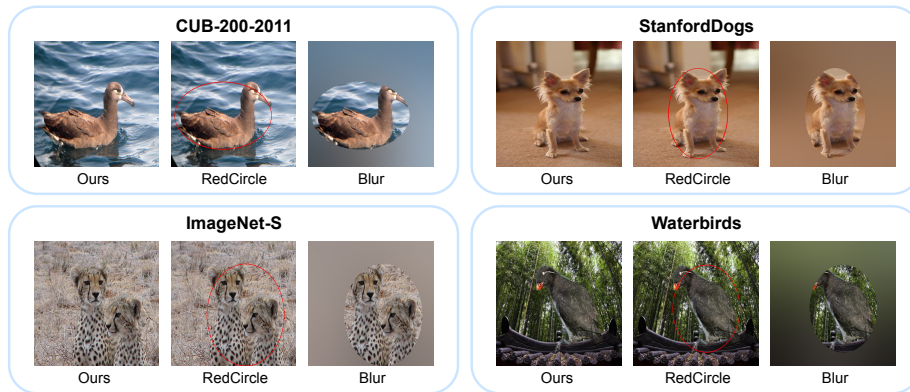 CUB-200-2011
Ours RedCircle Blur
StanfordDogs
Ours RedCircle Blur
ImageNet-S
Ours RedCircle Blur
Waterbirds
Ours RedCircle Blur